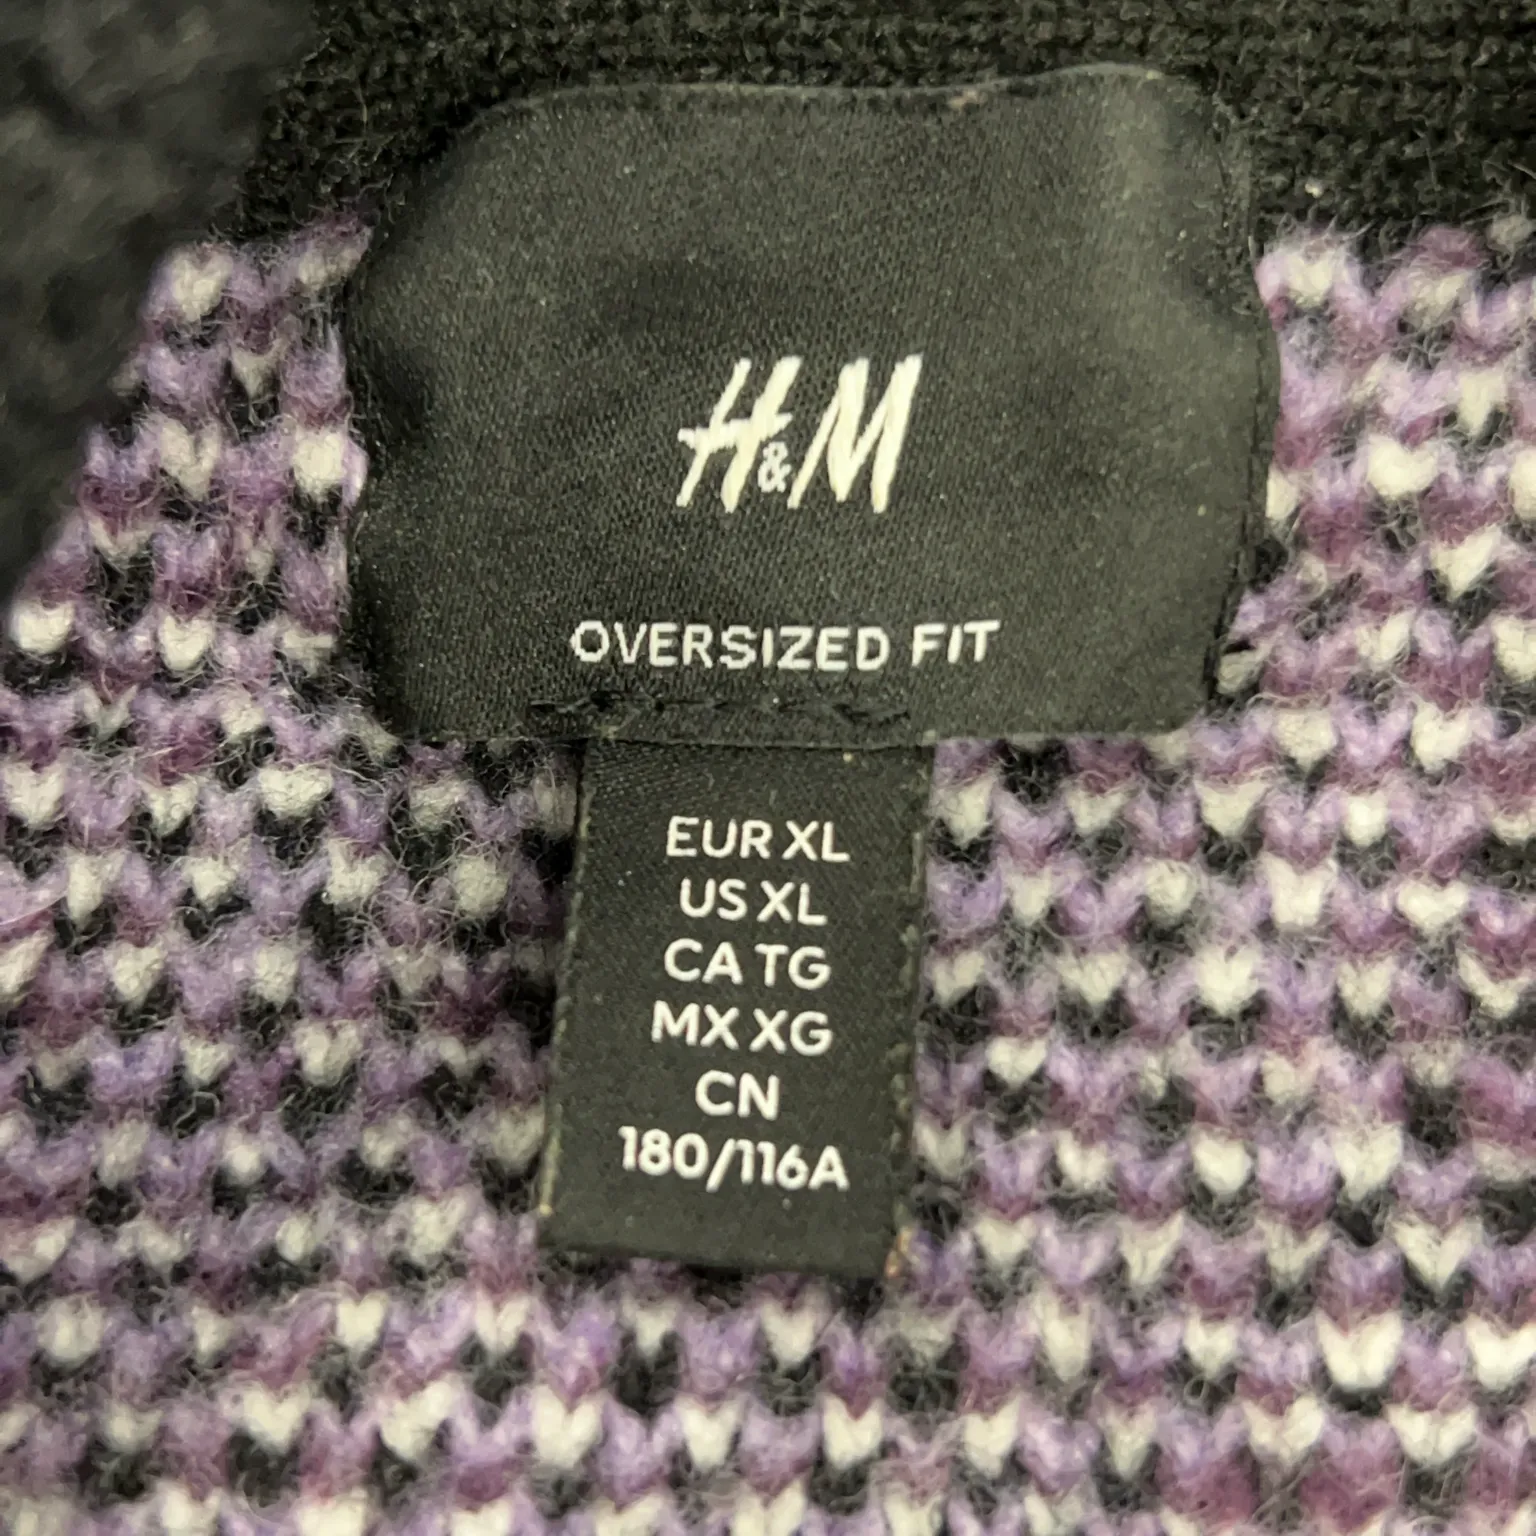 H&M
OVERSIZED FIT
EUR XL
US XL
CA TG
MX XG
CN
180/116A